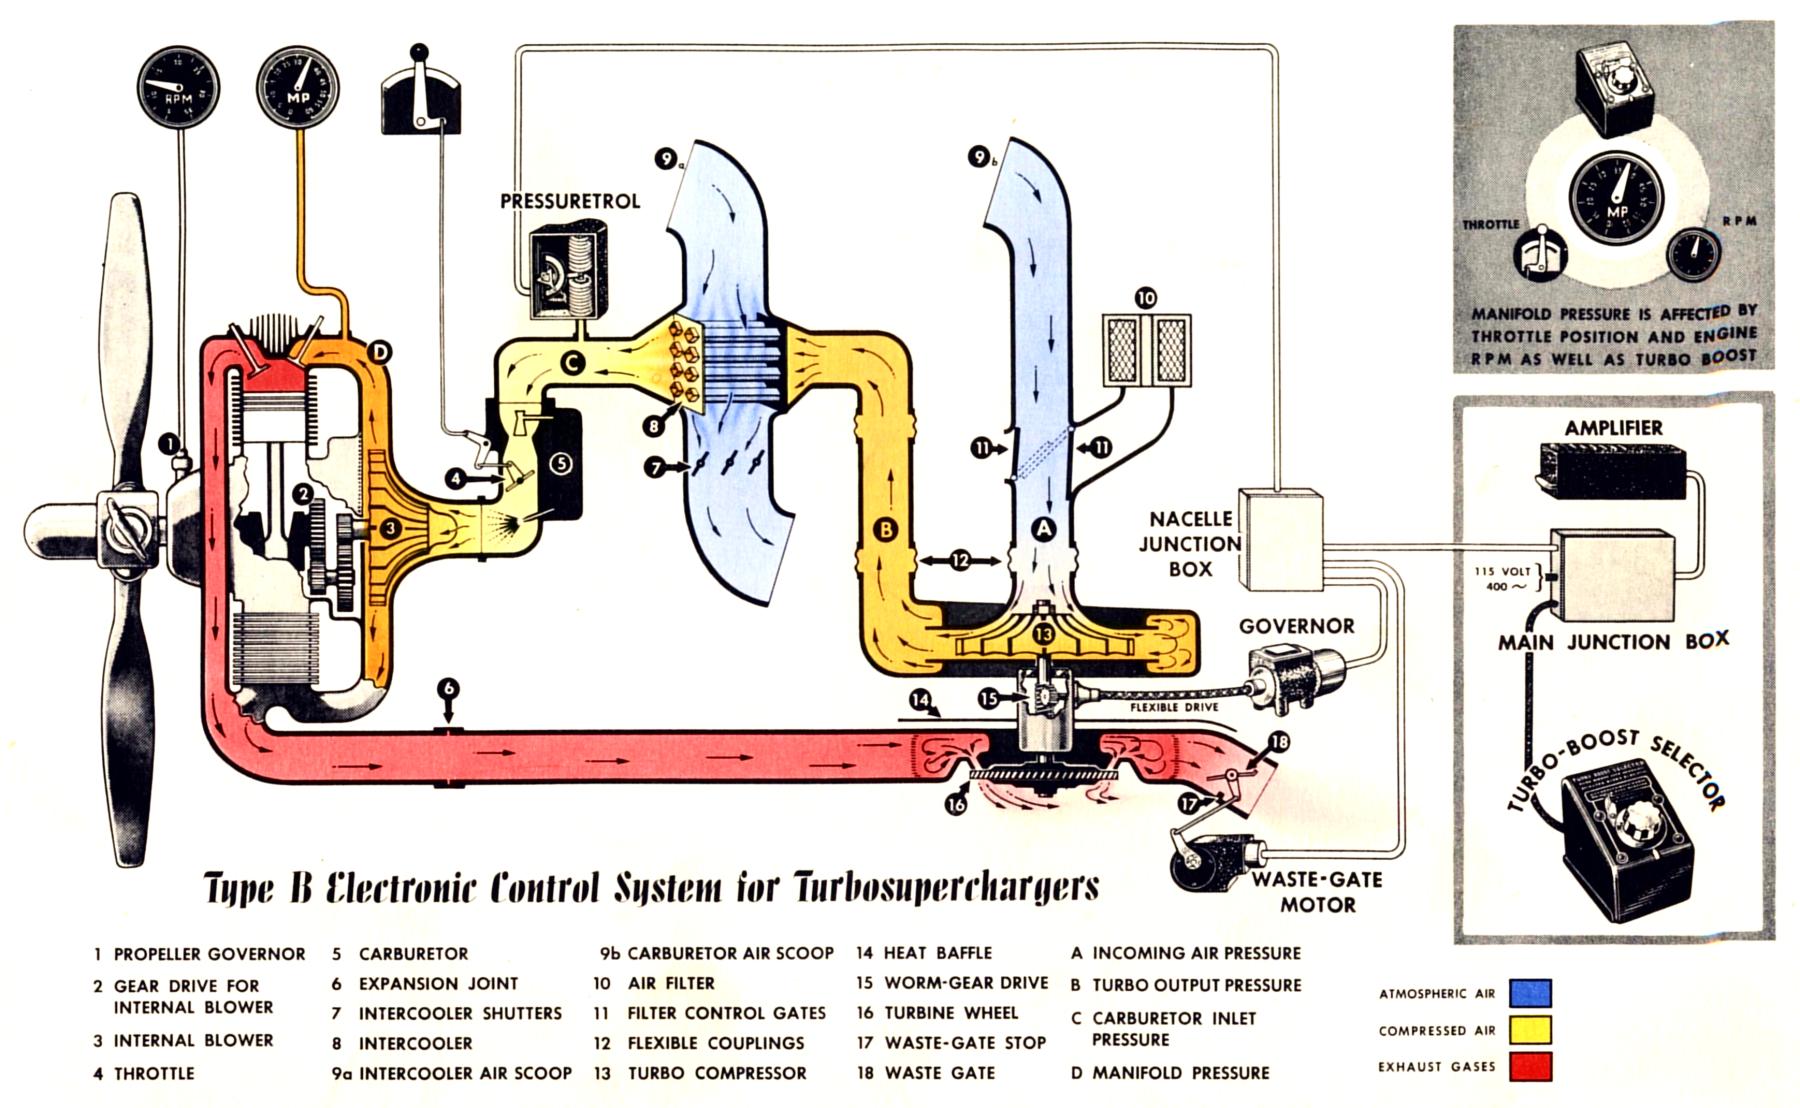 RPM
MP
9a
9b
PRESSURETROL
10
THROTTLE
MP
RPM
MANIFOLD PRESSURE IS AFFECTED BY
THROTTLE POSITION AND ENGINE
RPM AS WELL AS TURBO BOOST
D
C
8
1
7
4
5
11
11
2
3
B
A
12
NACELLE
JUNCTION
BOX
AMPLIFIER
115 VOLT
400 ~
MAIN JUNCTION BOX
13
GOVERNOR
6
14
15
FLEXIBLE DRIVE
18
16
17
TURBO-BOOST SELECTOR
WASTE-GATE
MOTOR
Type B Electronic Control System for Turbosuperchargers
1 PROPELLER GOVERNOR
2 GEAR DRIVE FOR
INTERNAL BLOWER
3 INTERNAL BLOWER
4 THROTTLE
5 CARBURETOR
6 EXPANSION JOINT
7 INTERCOOLER SHUTTERS
8 INTERCOOLER
9a INTERCOOLER AIR SCOOP
9b CARBURETOR AIR SCOOP
10 AIR FILTER
11 FILTER CONTROL GATES
12 FLEXIBLE COUPLINGS
13 TURBO COMPRESSOR
14 HEAT BAFFLE
15 WORM-GEAR DRIVE
16 TURBINE WHEEL
17 WASTE-GATE STOP
18 WASTE GATE
A INCOMING AIR PRESSURE
B TURBO OUTPUT PRESSURE
C CARBURETOR INLET
PRESSURE
D MANIFOLD PRESSURE
ATMOSPHERIC AIR
COMPRESSED AIR
EXHAUST GASES